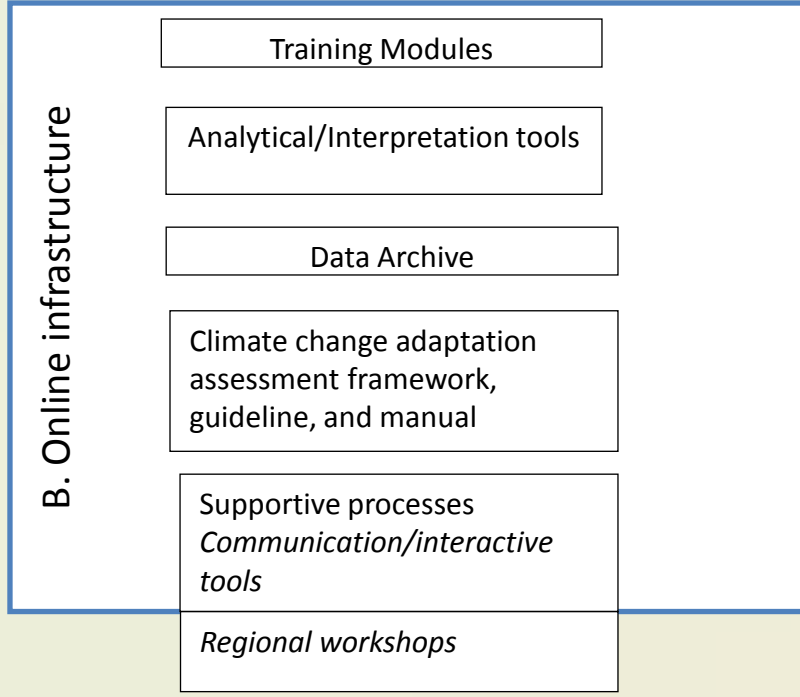 B. Online infrastructure
Training Modules
Analytical/Interpretation tools
Data Archive
Climate change adaptation
assessment framework,
guideline, and manual
Supportive processes
Communication/interactive
tools
Regional workshops